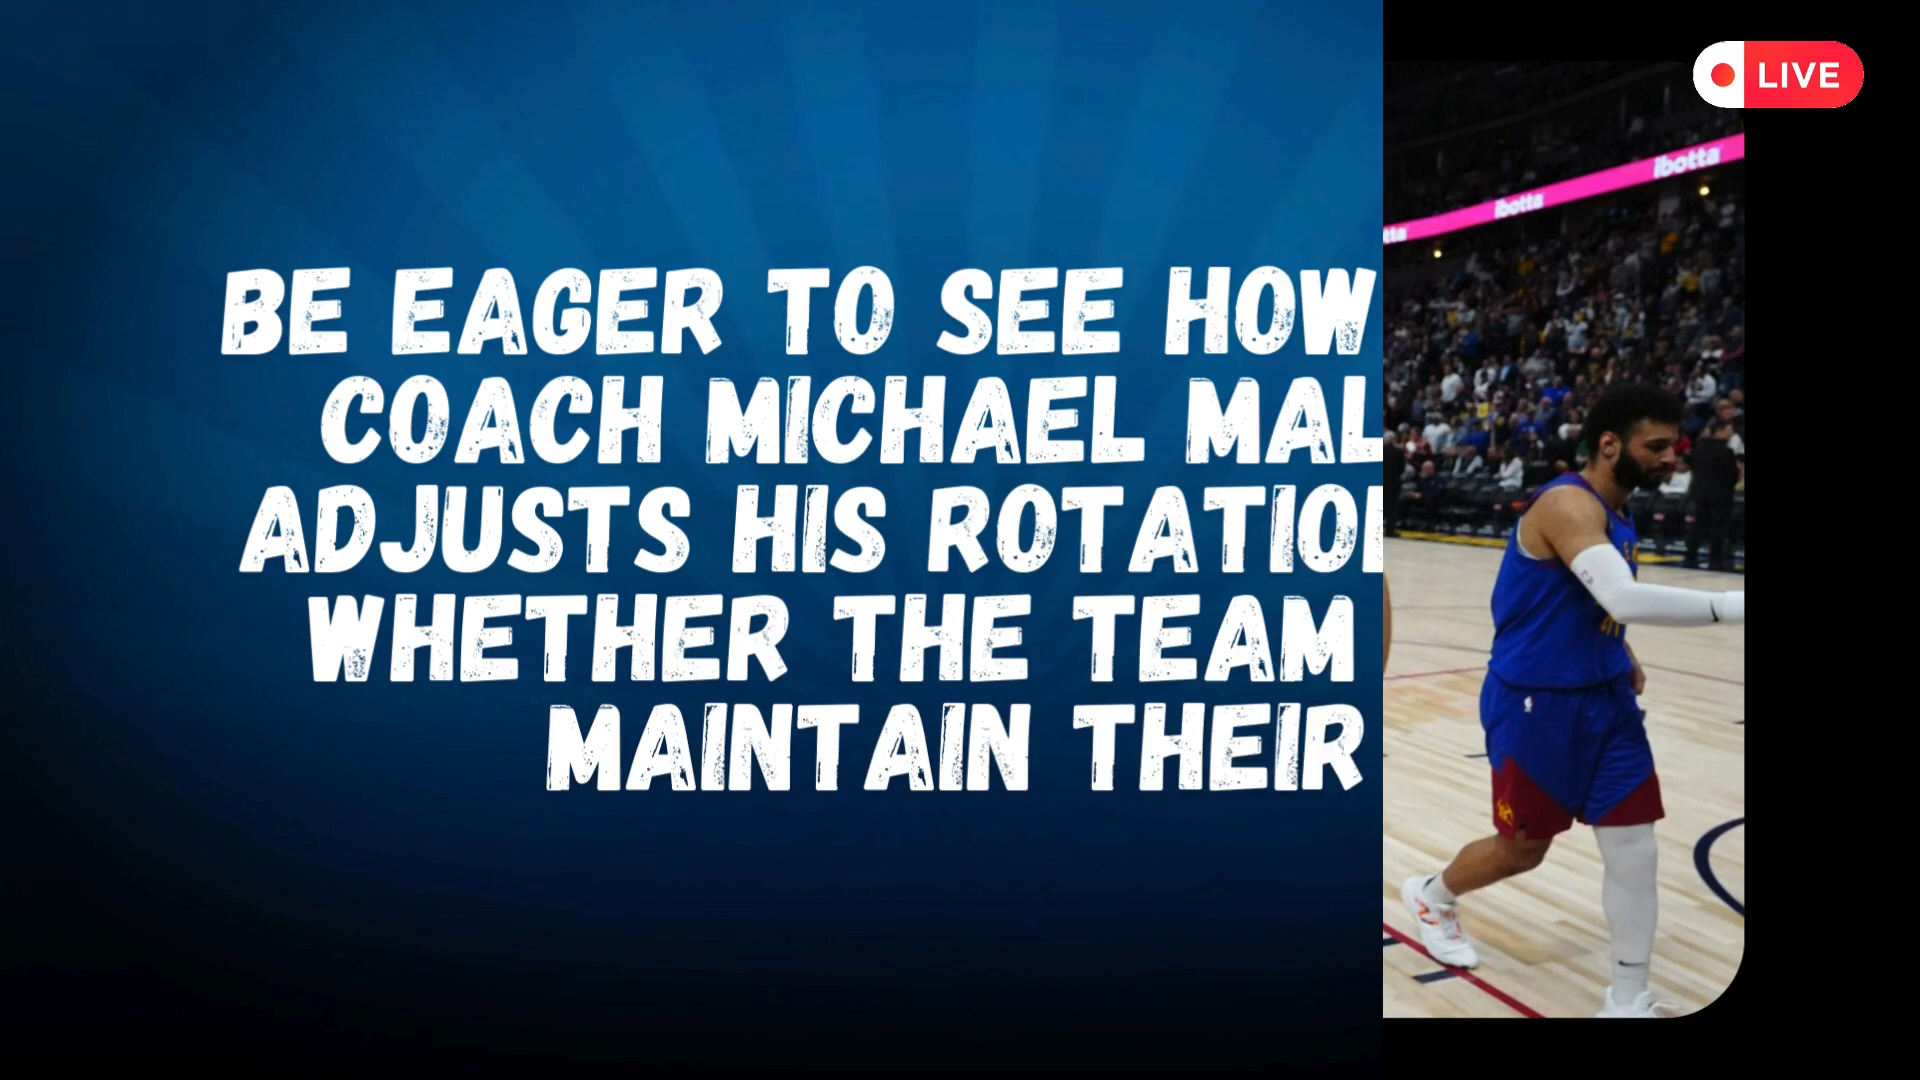 LIVE
ibotta
ibotta
tta
BE EAGER TO SEE HOW
COACH MICHAEL MAL
ADJUSTS HIS ROTATIO
WHETHER THE TEAM
MAINTAIN THEIR